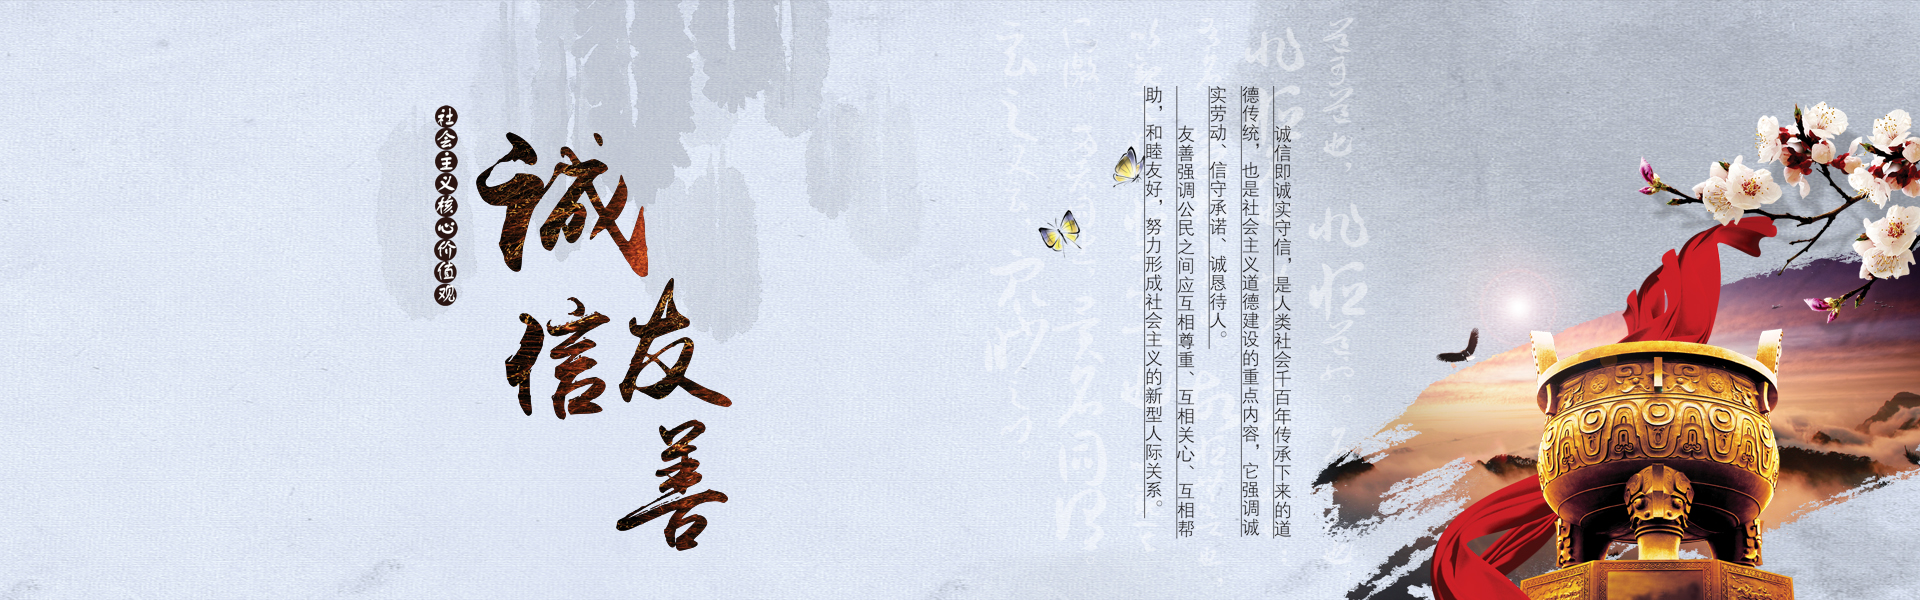 社会主义核心价值观
诚信
友善
诚信即诚实守信，是人类社会千百年传承下来的道
德传统，也是社会主义道德建设的重点内容，它强调诚
实劳动、信守承诺、诚恳待人。
友善强调公民之间应互相尊重、互相关心、互相帮
助，和睦友好，努力形成社会主义的新型人际关系。